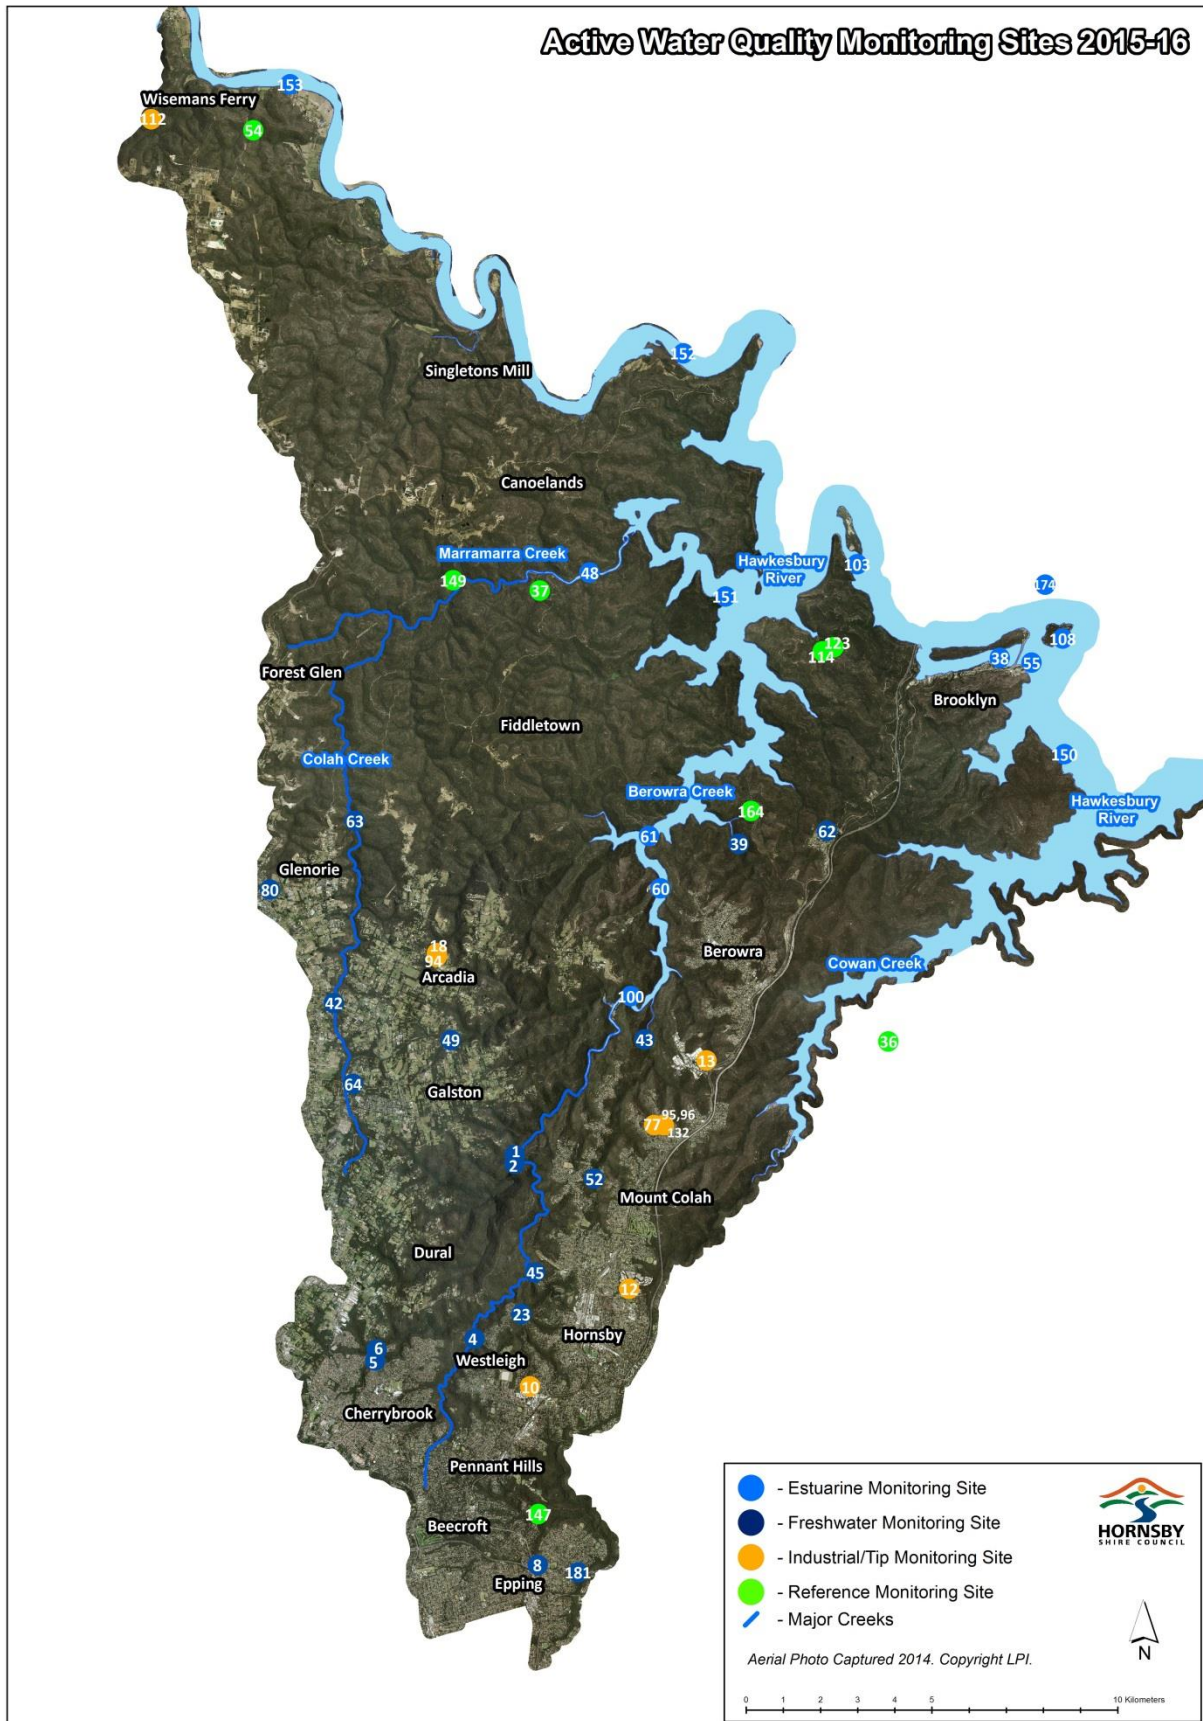 Active Water Quality Monitoring Sites 2015-16
153
Wisemans Ferry
112
54
152
Singletons Mill
Canoelands
Marramarra Creek
48
149
37
Hawkesbury
River
103
151
174
123
114
108
38
55
Forest Glen
Brooklyn
Fiddletown
150
Colah Creek
Berowra Creek
Hawkesbury
River
164
63
61
39
62
Glenorie
80
60
18
94
Arcadia
Berowra
Cowan Creek
42
100
49
43
36
13
64
Galston
95,96
77
132
1
2
52
Mount Colah
Dural
45
12
23
Hornsby
4
6
5
Westleigh
10
Cherrybrook
Pennant Hills
147
Beecroft
8
181
Epping
- Estuarine Monitoring Site
- Freshwater Monitoring Site
- Industrial/Tip Monitoring Site
- Reference Monitoring Site
- Major Creeks
HORNSBY
SHIRE COUNCIL
N
Aerial Photo Captured 2014. Copyright LPI.
0 1 2 3 4 5 10 Kilometers